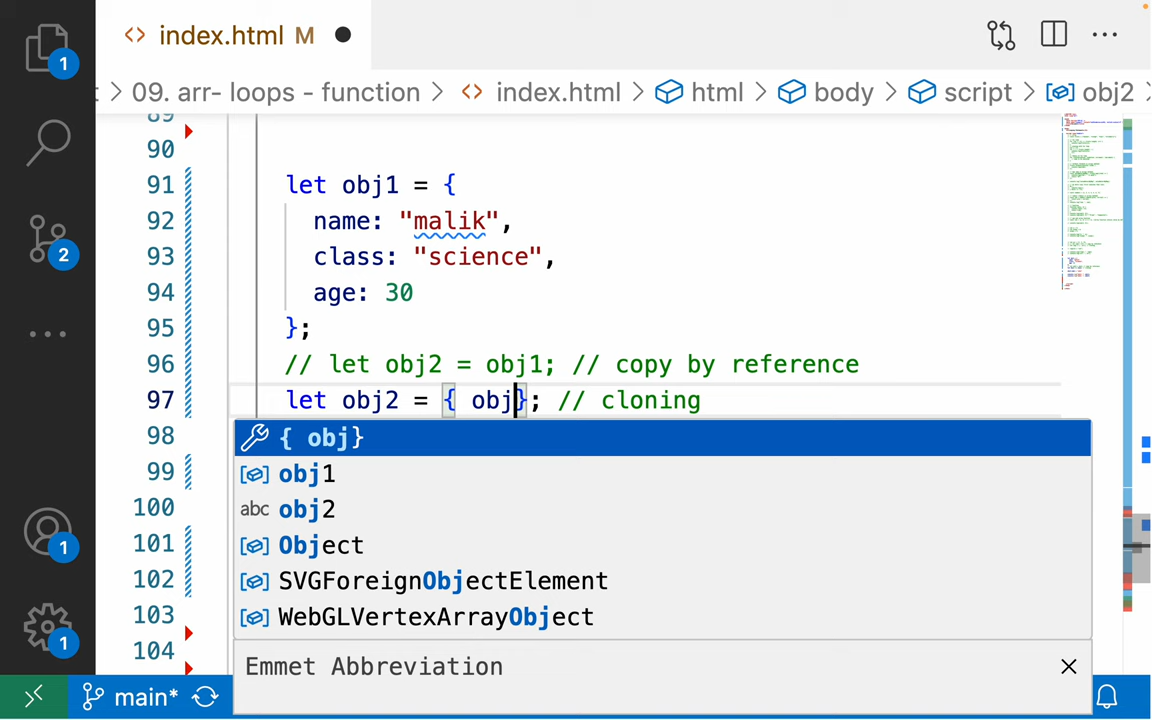 index.html M
09. arr- loops - function > index.html > html > body > script > obj2
89
90
91 let obj1 = {
92 name: "malik",
93 class: "science",
94 age: 30
95 };
96 // let obj2 = obj1; // copy by reference
97 let obj2 = { obj}; // cloning
98
99
100
101
102
103
104
{ obj}
obj1
abc obj2
Object
SVGForeignObjectElement
WebGLVertexArrayObject
Emmet Abbreviation
1
2
1
1
main*